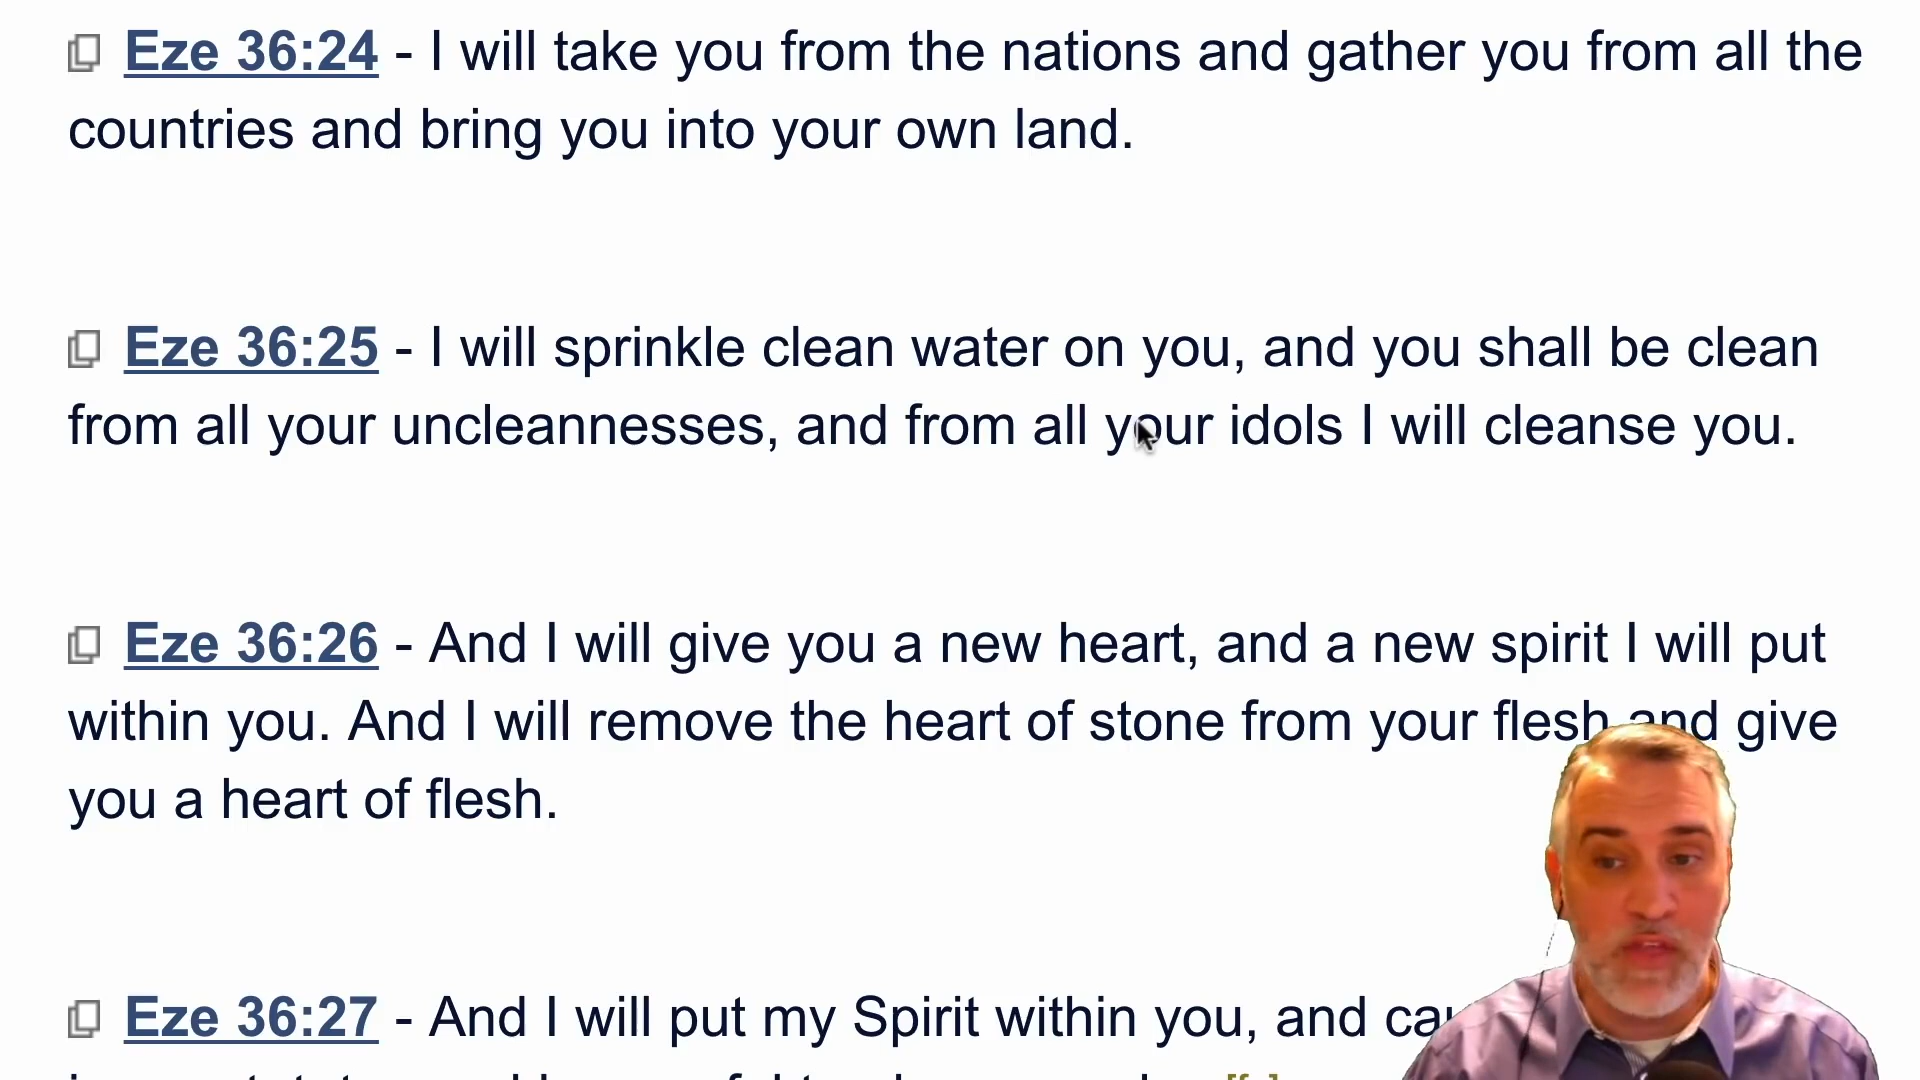 Eze 36:24 - I will take you from the nations and gather you from all the
countries and bring you into your own land.
Eze 36:25 - I will sprinkle clean water on you, and you shall be clean
from all your uncleannesses, and from all your idols I will cleanse you.
Eze 36:26 - And I will give you a new heart, and a new spirit I will put
within you. And I will remove the heart of stone from your flesh and give
you a heart of flesh.
Eze 36:27 - And I will put my Spirit within you, and